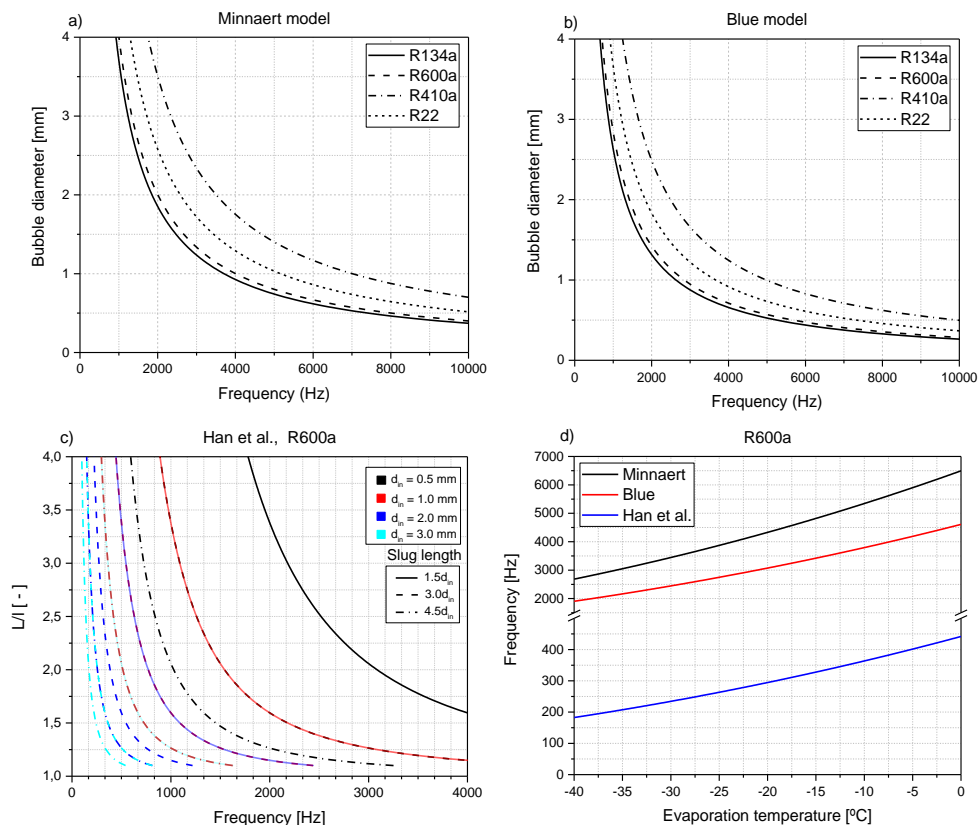 a) Minnaert model
4
3
2
1
0
Bubble diameter [mm]
R134a
R600a
R410a
R22
0 2000 4000 6000 8000 10000
Frequency (Hz)
b) Blue model
4
3
2
1
0
Bubble diameter [mm]
R134a
R600a
R410a
R22
0 2000 4000 6000 8000 10000
Frequency (Hz)
c) Han et al., R600a
4,0
3,5
3,0
2,5
2,0
1,5
1,0
L/l [ - ]
d_in = 0.5 mm
d_in = 1.0 mm
d_in = 2.0 mm
d_in = 3.0 mm
Slug length
1.5d_in
3.0d_in
4.5d_in
0 1000 2000 3000 4000
Frequency [Hz]
d) R600a
7000
6000
5000
4000
3000
2000
400
300
200
100
0
Frequency [Hz]
Minnaert
Blue
Han et al.
-40 -35 -30 -25 -20 -15 -10 -5 0
Evaporation temperature [ºC]